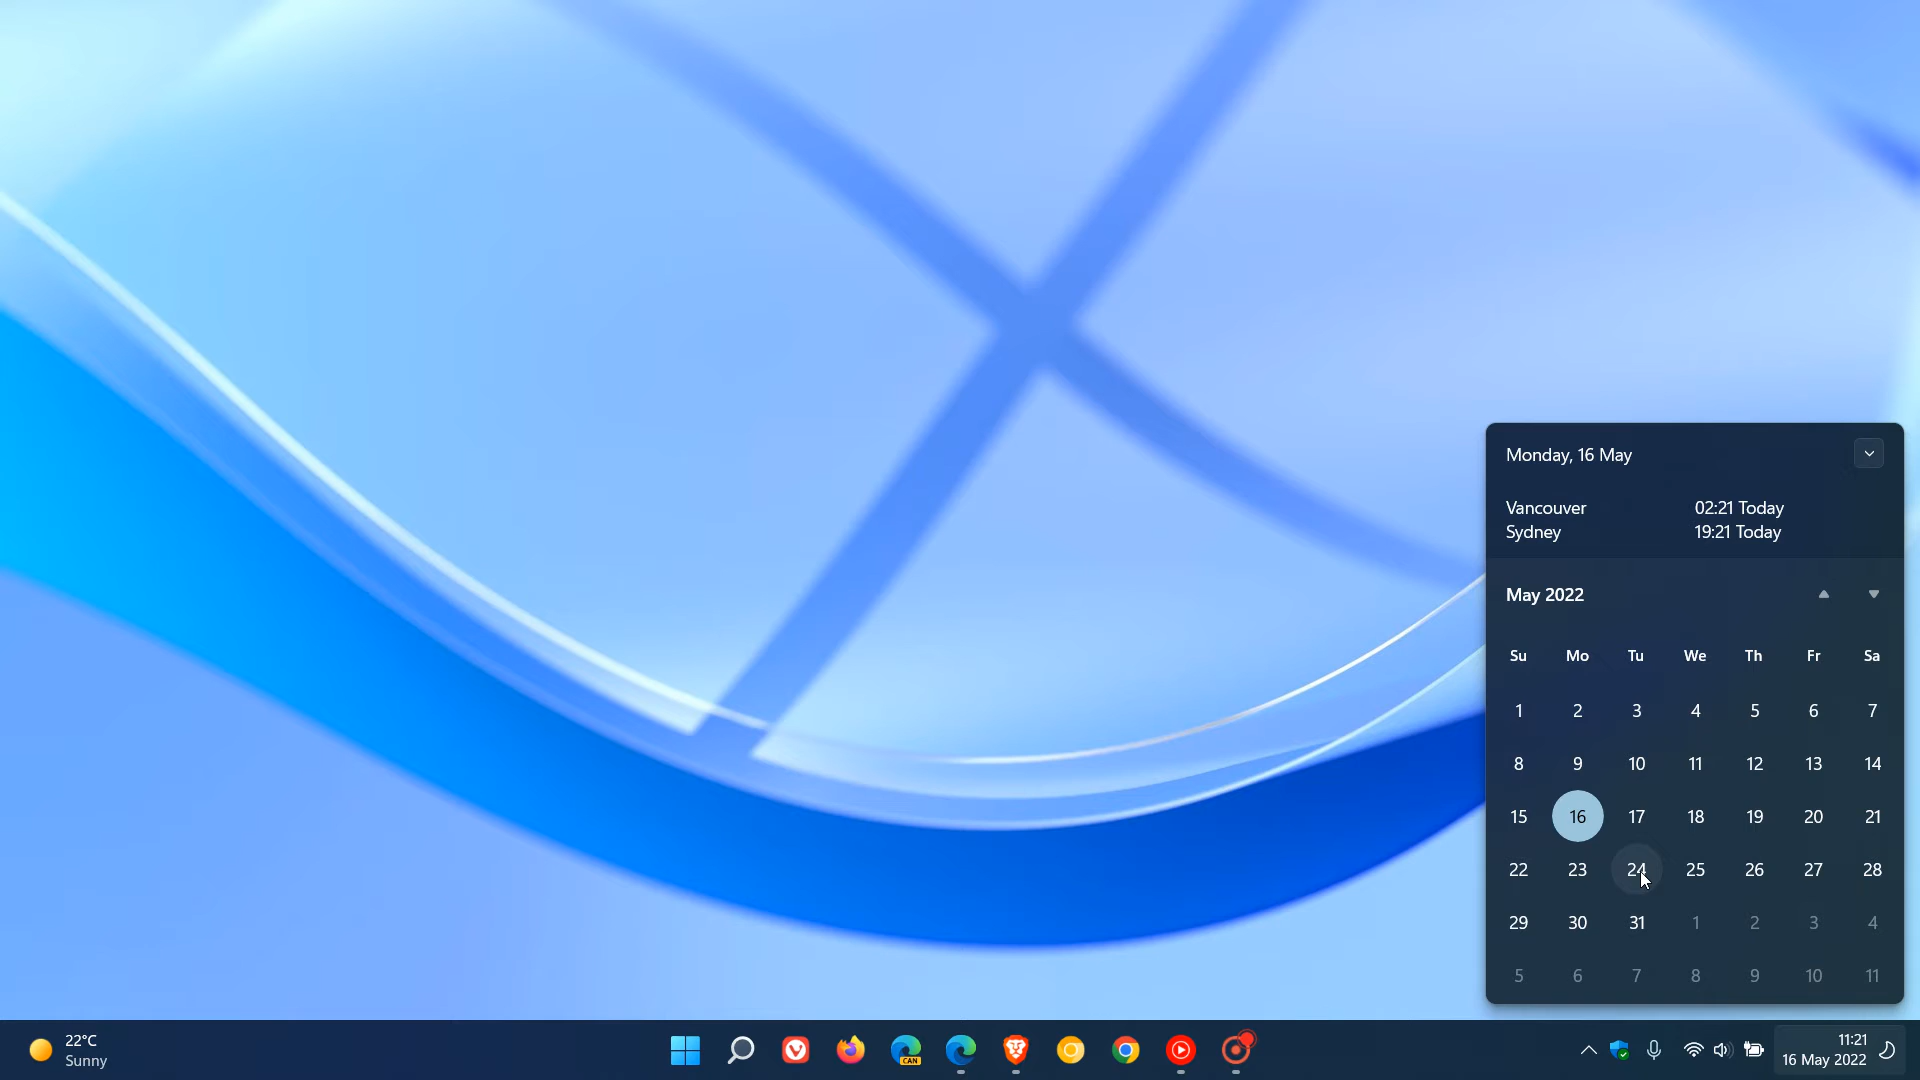 Monday, 16 May
Vancouver 02:21 Today
Sydney 19:21 Today
May 2022
Su Mo Tu We Th Fr Sa
1 2 3 4 5 6 7
8 9 10 11 12 13 14
15 16 17 18 19 20 21
22 23 24 25 26 27 28
29 30 31 1 2 3 4
5 6 7 8 9 10 11
22°C
Sunny
CAN
11:21
16 May 2022